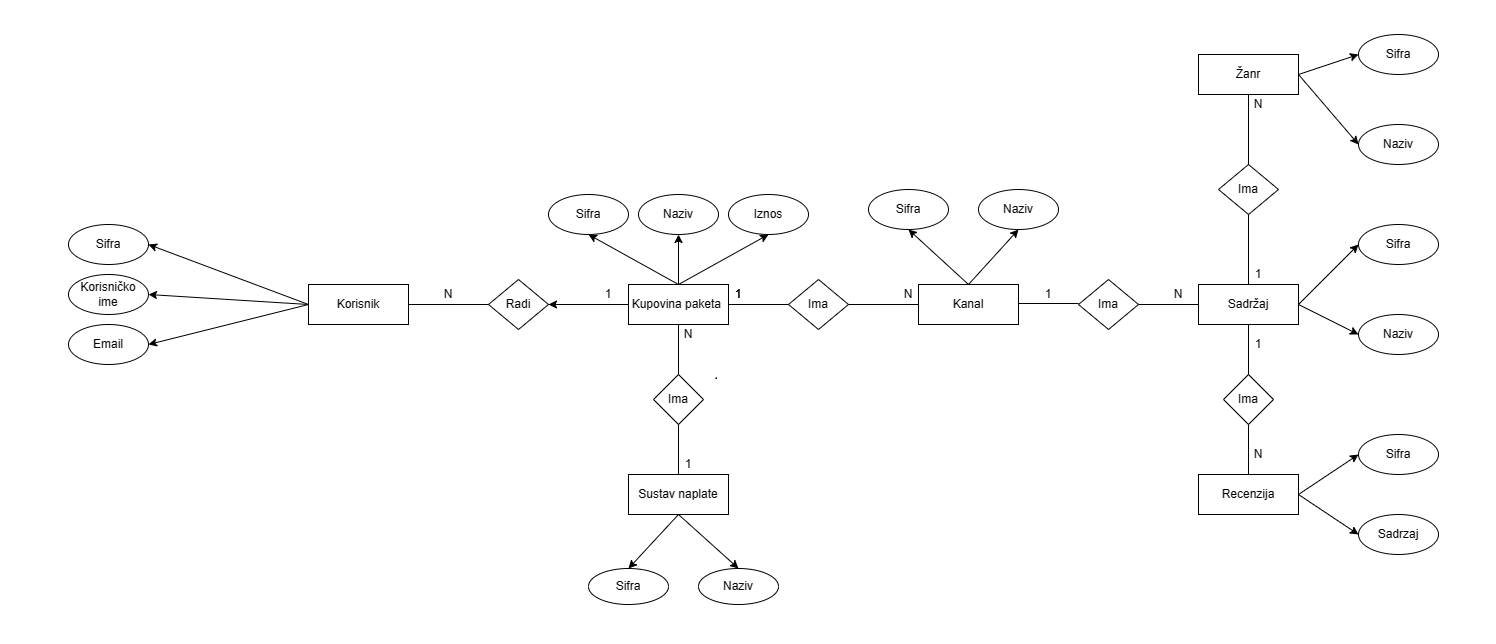 Sifra
Žanr
N
Naziv
Ima
Sifra
Naziv
Iznos
Sifra
Naziv
Sifra
Korisničko
ime
Email
Korisnik
N
Radi
1
Kupovina paketa
1
Ima
N
Kanal
1
Ima
N
1
Sadržaj
Sifra
Naziv
N
.
Ima
1
Sustav naplate
Sifra
Naziv
1
Ima
N
Recenzija
Sifra
Sadrzaj